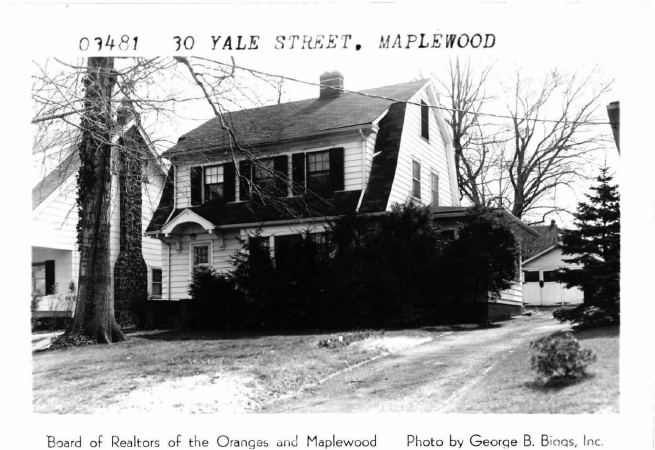 03481 30 YALE STREET, MAPLEWOOD
Board of Realtors of the Oranges and Maplewood Photo by George B. Biggs, Inc.